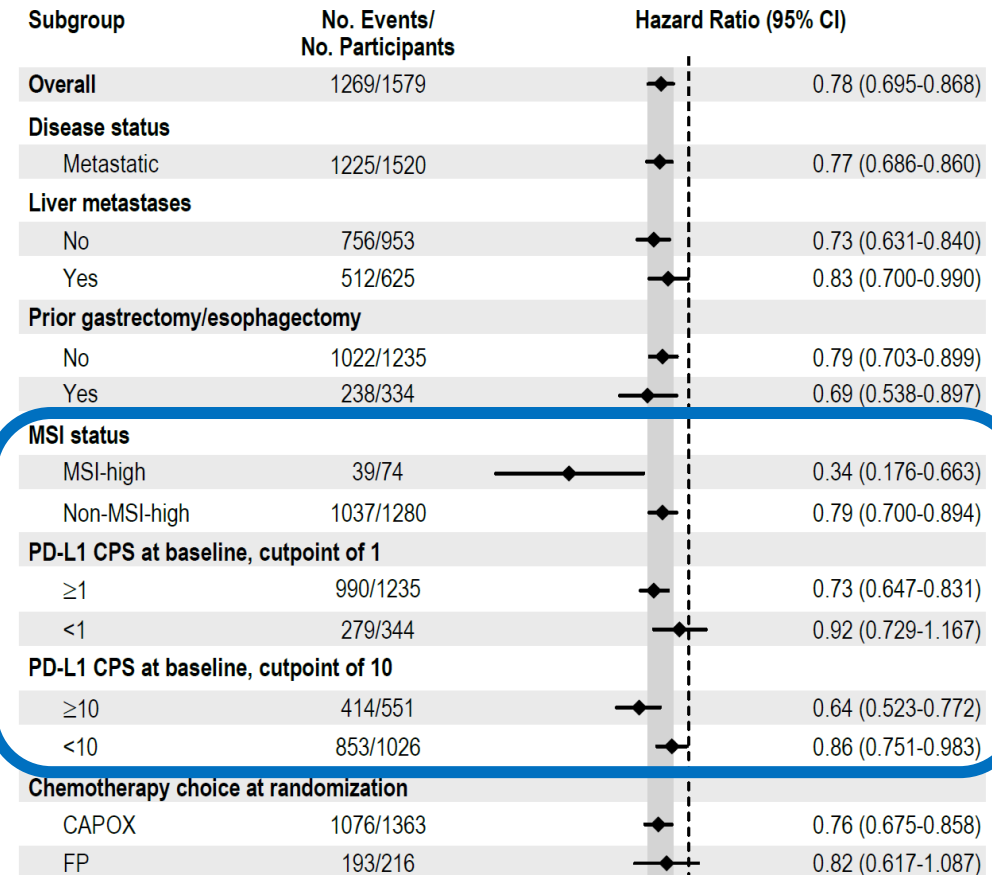 Subgroup No. Events/ Hazard Ratio (95% CI)
No. Participants
Overall 1269/1579 0.78 (0.695-0.868)
Disease status
Metastatic 1225/1520 0.77 (0.686-0.860)
Liver metastases
No 756/953 0.73 (0.631-0.840)
Yes 512/625 0.83 (0.700-0.990)
Prior gastrectomy/esophagectomy
No 1022/1235 0.79 (0.703-0.899)
Yes 238/334 0.69 (0.538-0.897)
MSI status
MSI-high 39/74 0.34 (0.176-0.663)
Non-MSI-high 1037/1280 0.79 (0.700-0.894)
PD-L1 CPS at baseline, cutpoint of 1
≥1 990/1235 0.73 (0.647-0.831)
<1 279/344 0.92 (0.729-1.167)
PD-L1 CPS at baseline, cutpoint of 10
≥10 414/551 0.64 (0.523-0.772)
<10 853/1026 0.86 (0.751-0.983)
Chemotherapy choice at randomization
CAPOX 1076/1363 0.76 (0.675-0.858)
FP 193/216 0.82 (0.617-1.087)